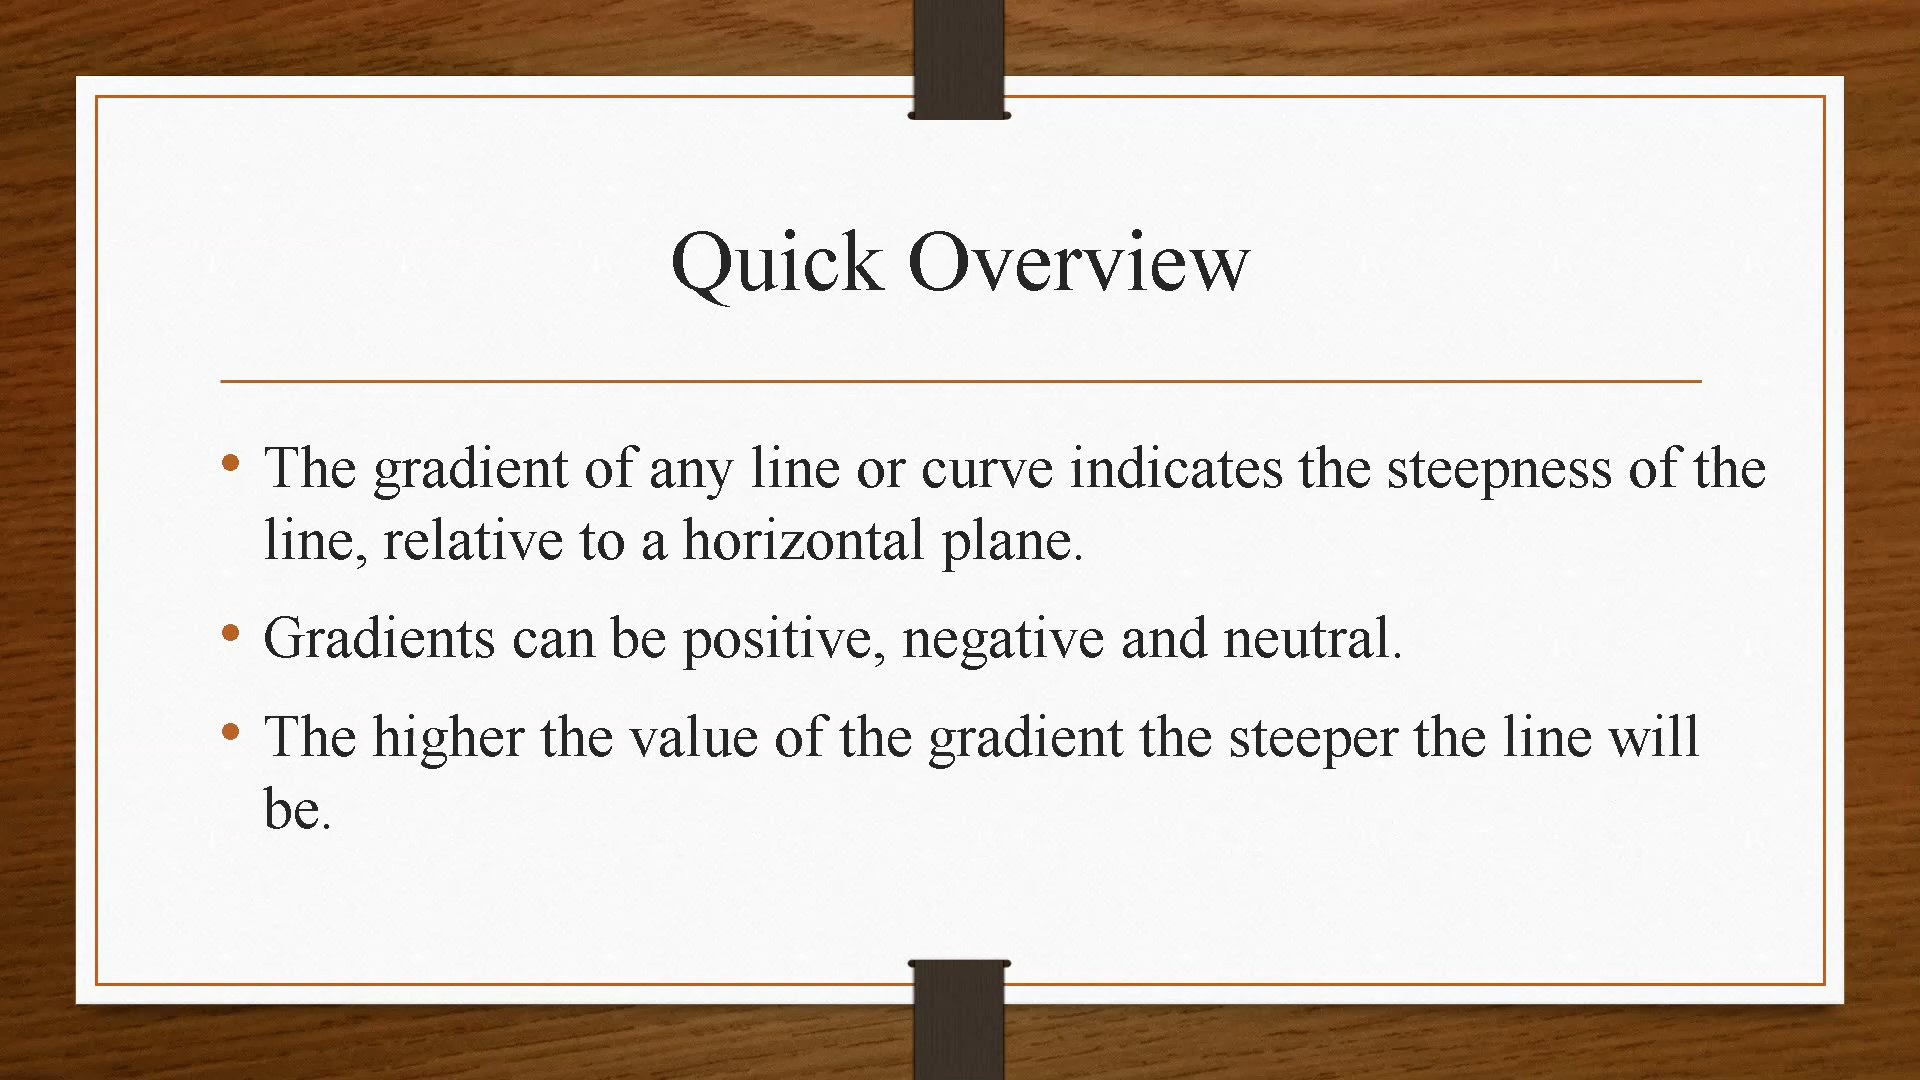 Quick Overview
• The gradient of any line or curve indicates the steepness of the
line, relative to a horizontal plane.
• Gradients can be positive, negative and neutral.
• The higher the value of the gradient the steeper the line will
be.